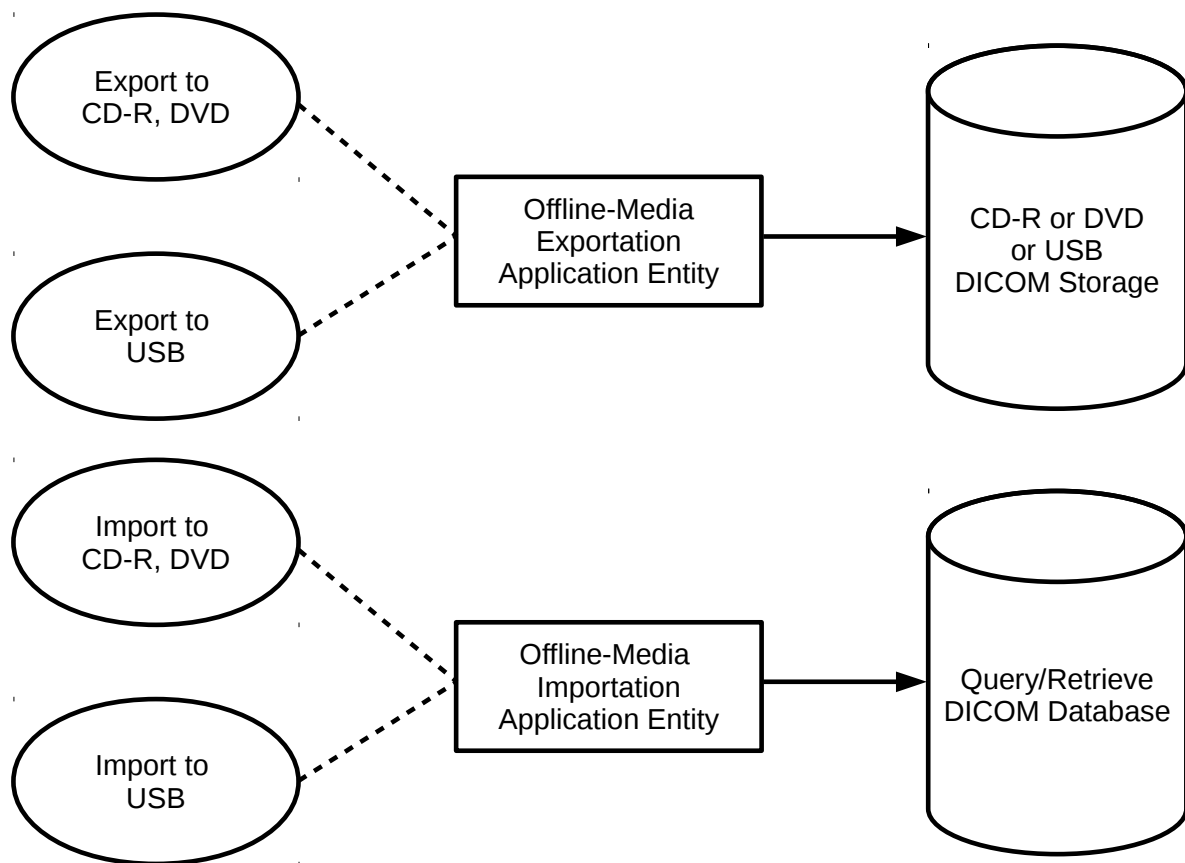 Export to
CD-R, DVD
Offline-Media
Exportation
Application Entity
CD-R or DVD
or USB
DICOM Storage
Export to
USB
Import to
CD-R, DVD
Offline-Media
Importation
Application Entity
Query/Retrieve
DICOM Database
Import to
USB